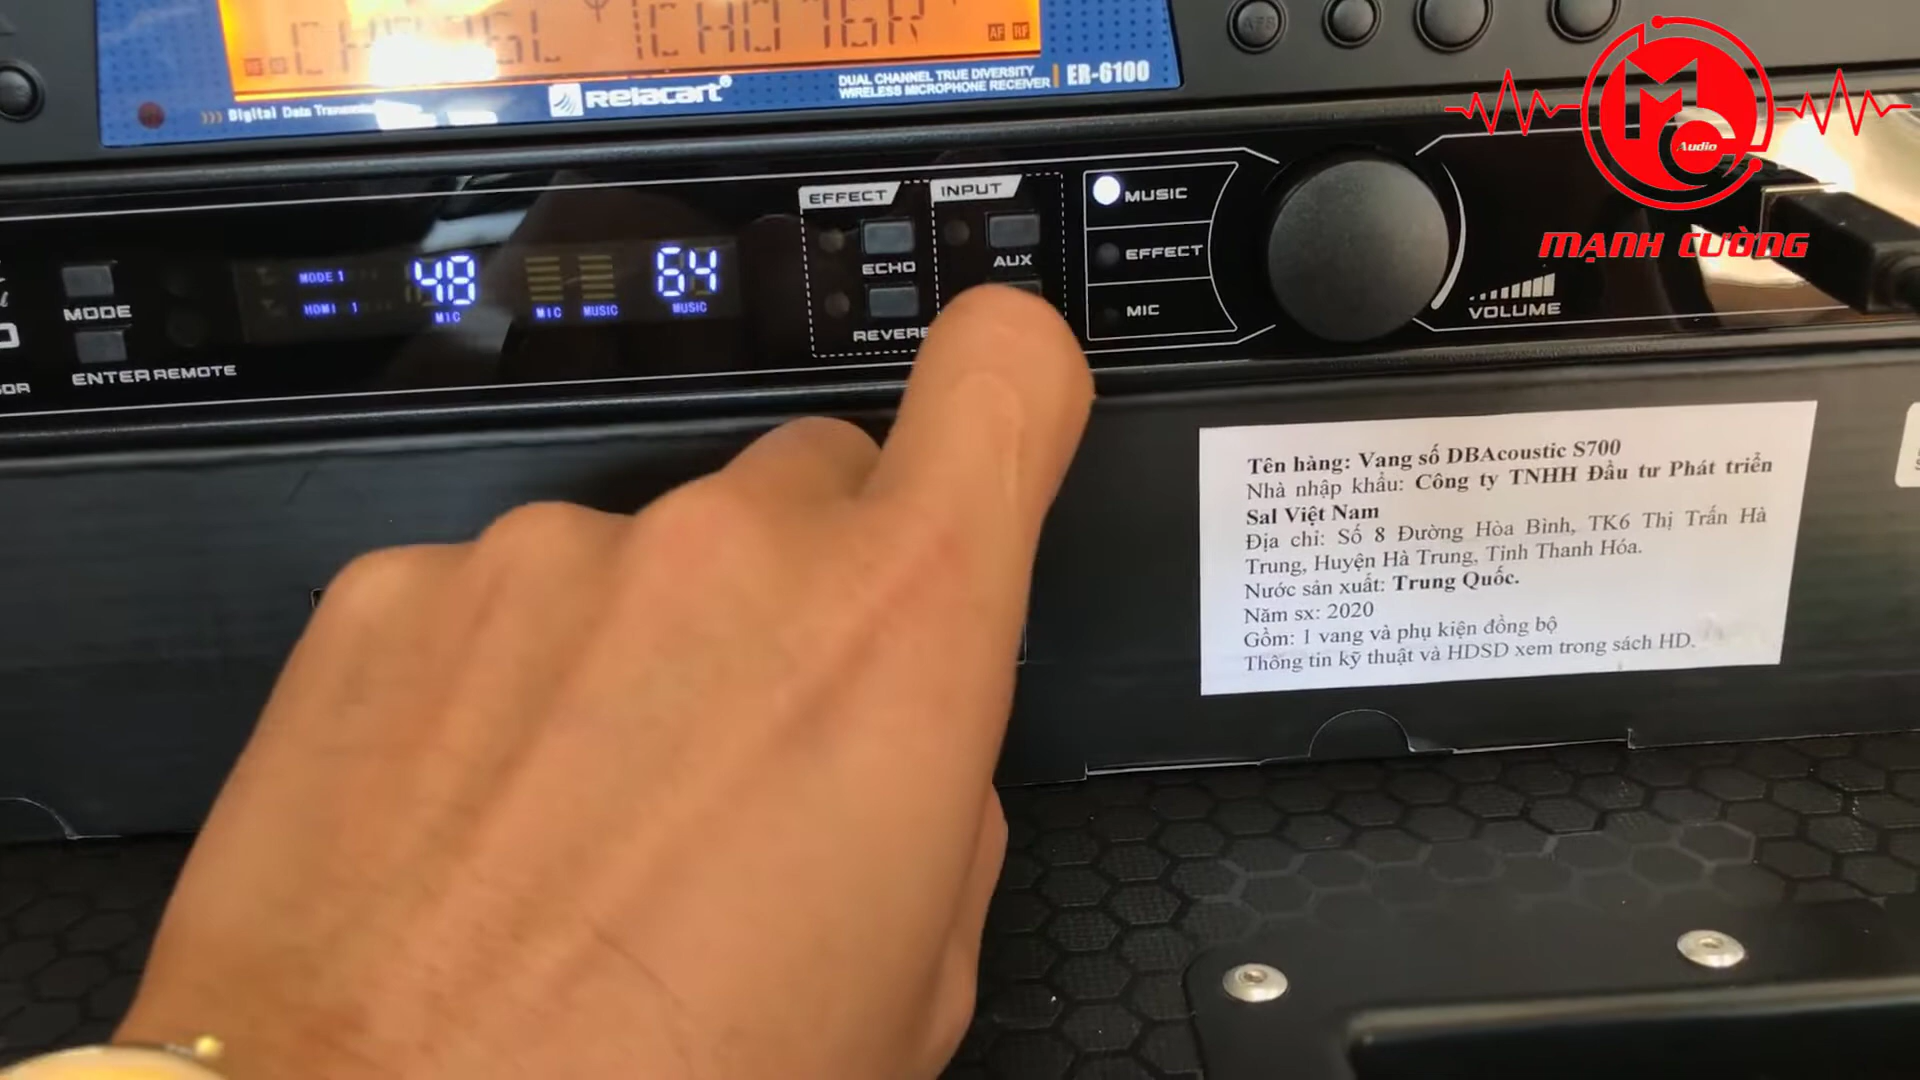 CH076R
AF RF
RF
AFS
Relacart®
DUAL CHANNEL TRUE DIVERSITY
WIRELESS MICROPHONE RECEIVER
ER-6100
Digital Data
M C Audio
MẠNH CƯỜNG
MODE
ENTER REMOTE
MODE 1
HDMI 1
48
MIC
MIC MUSIC
64
MUSIC
EFFECT
ECHO
INPUT
AUX
MUSIC
EFFECT
MIC
VOLUME
Tên hàng: Vang số DBAcoustic S700
Nhà nhập khẩu: Công ty TNHH Đầu tư Phát triển
Sal Việt Nam
Địa chỉ: Số 8 Đường Hòa Bình, TK6 Thị Trấn Hà
Trung, Huyện Hà Trung, Tỉnh Thanh Hóa.
Nước sản xuất: Trung Quốc.
Năm sx: 2020
Gồm: 1 vang và phụ kiện đồng bộ
Thông tin kỹ thuật và HDSD xem trong sách HD.